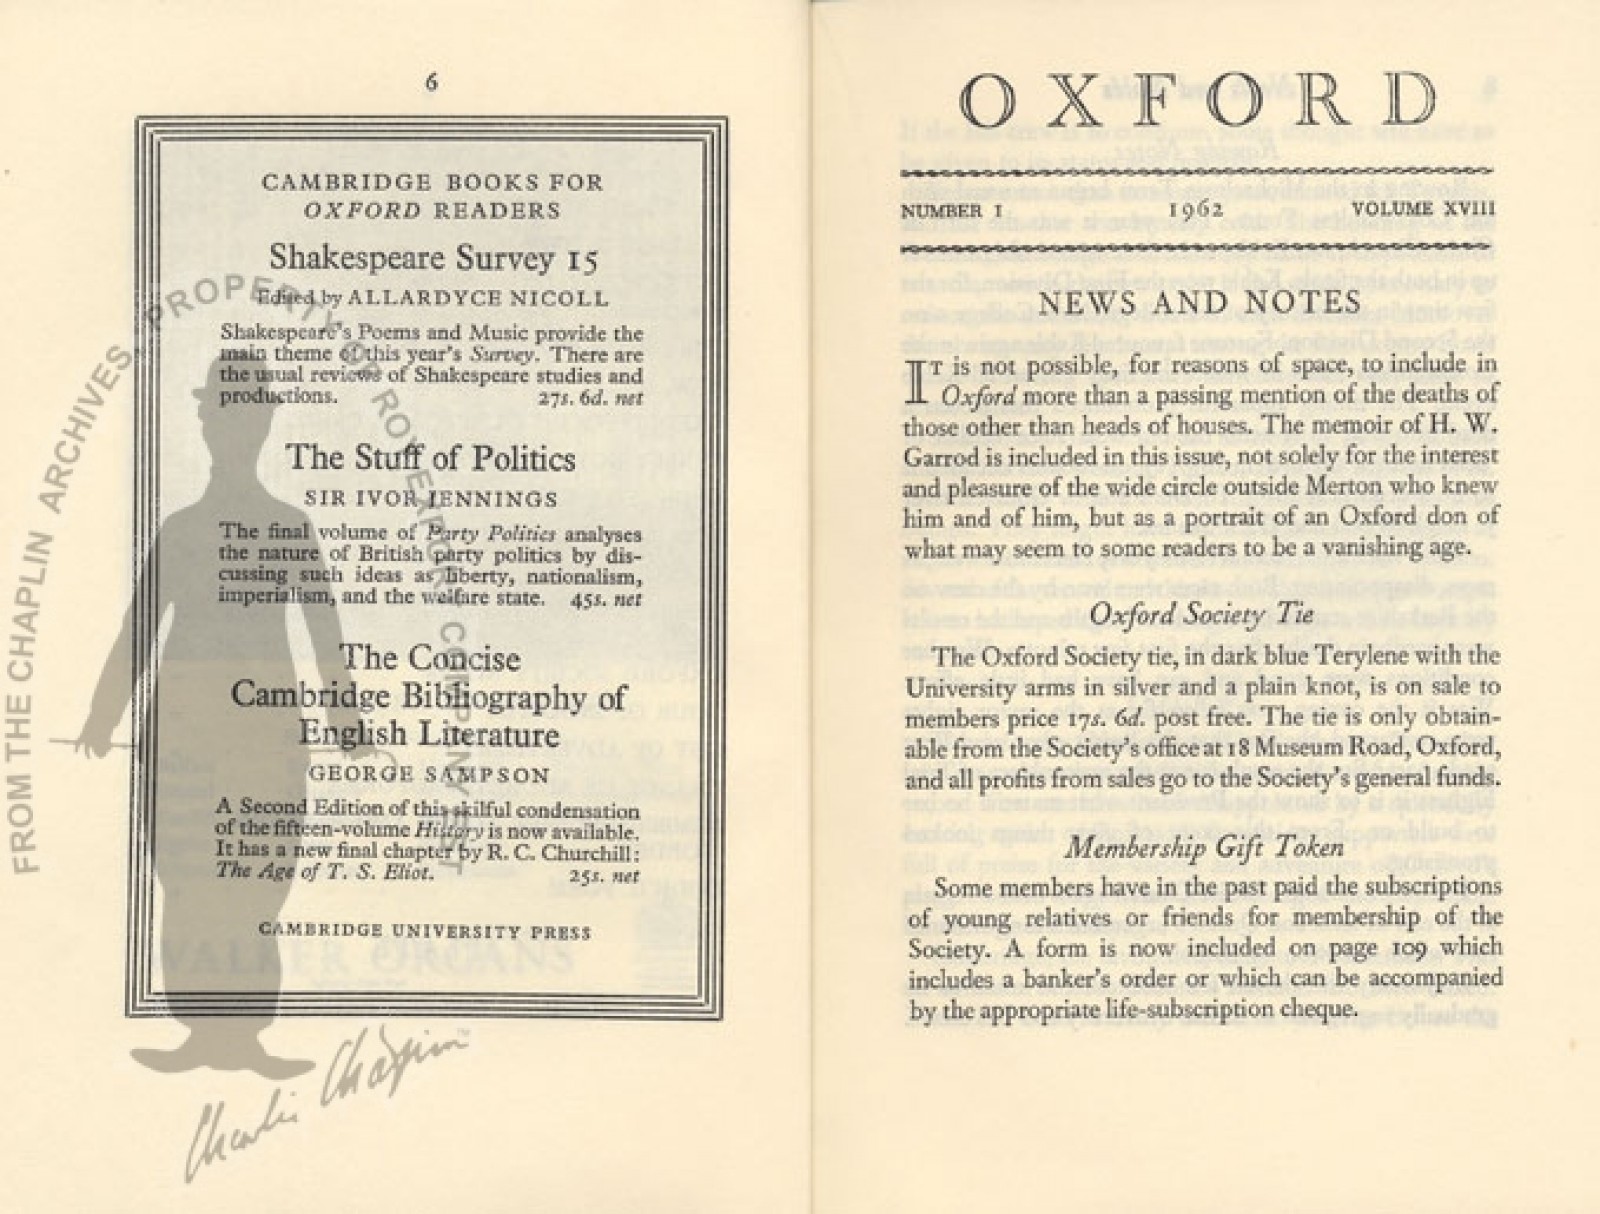 6
CAMBRIDGE BOOKS FOR
OXFORD READERS
Shakespeare Survey 15
Edited by ALLARDYCE NICOLL
Shakespeare's Poems and Music provide the
main theme of this year's Survey. There are
the usual reviews of Shakespeare studies and
productions. 27s. 6d. net
The Stuff of Politics
SIR IVOR JENNINGS
The final volume of Party Politics analyses
the nature of British party politics by dis-
cussing such ideas as liberty, nationalism,
imperialism, and the welfare state. 45s. net
The Concise
Cambridge Bibliography of
English Literature
GEORGE SAMPSON
A Second Edition of this skilful condensation
of the fifteen-volume History is now available.
It has a new final chapter by R. C. Churchill:
The Age of T. S. Eliot. 25s. net
CAMBRIDGE UNIVERSITY PRESS
FROM THE CHAPLIN ARCHIVES. PROPERTY OF ROY EXPORT COMPANY EST
Charlie Chaplin
OXFORD
NUMBER I 1962 VOLUME XVIII
NEWS AND NOTES
IT is not possible, for reasons of space, to include in
Oxford more than a passing mention of the deaths of
those other than heads of houses. The memoir of H. W.
Garrod is included in this issue, not solely for the interest
and pleasure of the wide circle outside Merton who knew
him and of him, but as a portrait of an Oxford don of
what may seem to some readers to be a vanishing age.
Oxford Society Tie
The Oxford Society tie, in dark blue Terylene with the
University arms in silver and a plain knot, is on sale to
members price 17s. 6d. post free. The tie is only obtain-
able from the Society's office at 18 Museum Road, Oxford,
and all profits from sales go to the Society's general funds.
Membership Gift Token
Some members have in the past paid the subscriptions
of young relatives or friends for membership of the
Society. A form is now included on page 109 which
includes a banker's order or which can be accompanied
by the appropriate life-subscription cheque.